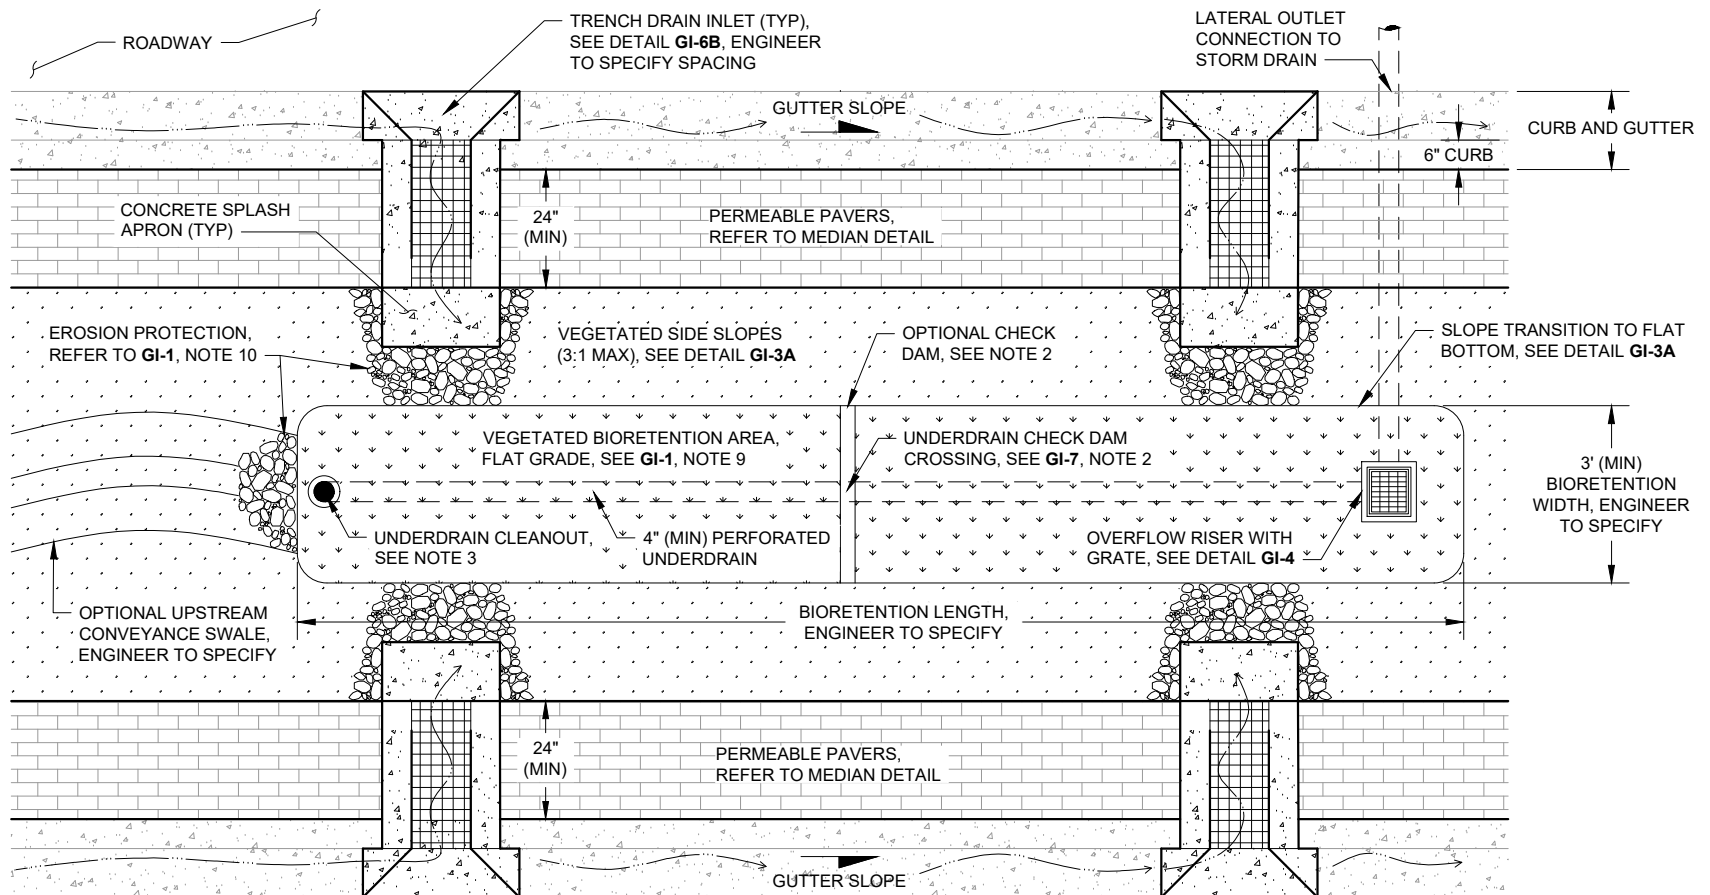 ROADWAY
TRENCH DRAIN INLET (TYP),
SEE DETAIL GI-6B, ENGINEER
TO SPECIFY SPACING
LATERAL OUTLET
CONNECTION TO
STORM DRAIN
GUTTER SLOPE
CURB AND GUTTER
6" CURB
CONCRETE SPLASH
APRON (TYP)
24"
(MIN)
PERMEABLE PAVERS,
REFER TO MEDIAN DETAIL
EROSION PROTECTION,
REFER TO GI-1, NOTE 10
VEGETATED SIDE SLOPES
(3:1 MAX), SEE DETAIL GI-3A
OPTIONAL CHECK
DAM, SEE NOTE 2
SLOPE TRANSITION TO FLAT
BOTTOM, SEE DETAIL GI-3A
VEGETATED BIORETENTION AREA,
FLAT GRADE, SEE GI-1, NOTE 9
UNDERDRAIN CHECK DAM
CROSSING, SEE GI-7, NOTE 2
3' (MIN)
BIORETENTION
WIDTH, ENGINEER
TO SPECIFY
UNDERDRAIN CLEANOUT,
SEE NOTE 3
4" (MIN) PERFORATED
UNDERDRAIN
OVERFLOW RISER WITH
GRATE, SEE DETAIL GI-4
OPTIONAL UPSTREAM
CONVEYANCE SWALE,
ENGINEER TO SPECIFY
BIORETENTION LENGTH,
ENGINEER TO SPECIFY
24"
(MIN)
PERMEABLE PAVERS,
REFER TO MEDIAN DETAIL
GUTTER SLOPE